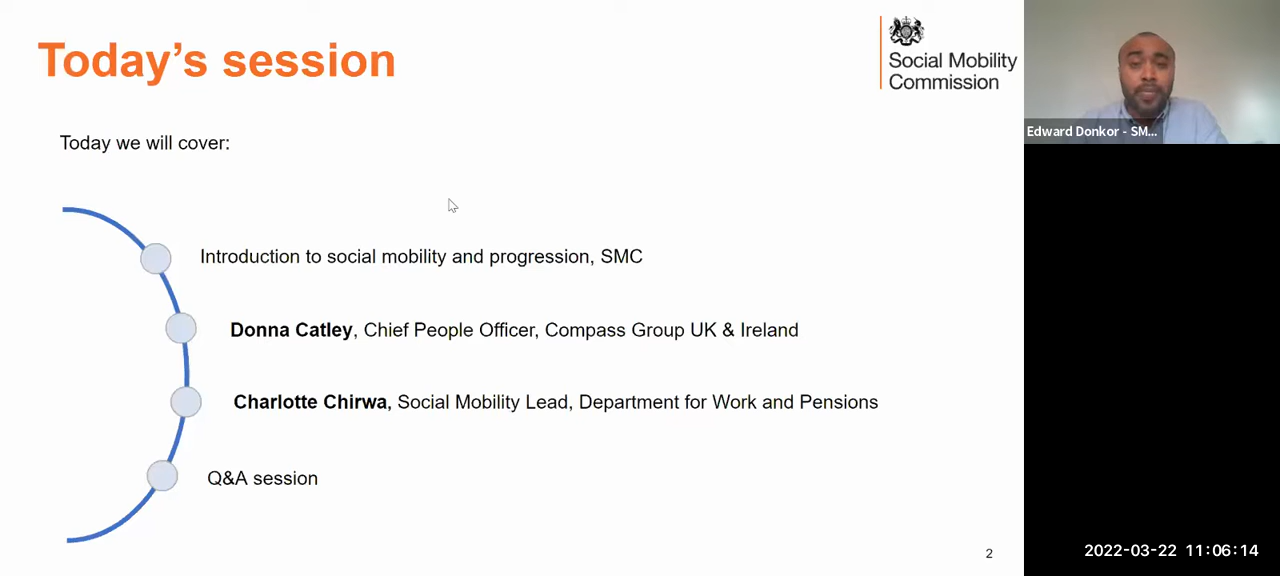 Today's session
Social Mobility
Commission
Edward Donkor - SM...
Today we will cover:
Introduction to social mobility and progression, SMC
Donna Catley, Chief People Officer, Compass Group UK & Ireland
Charlotte Chirwa, Social Mobility Lead, Department for Work and Pensions
Q&A session
2
2022-03-22 11:06:14